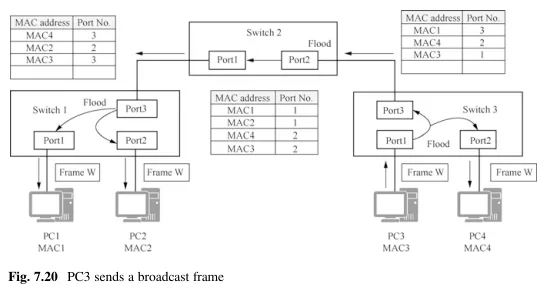 MAC address Port No.
MAC4 3
MAC2 2
MAC3 3
Switch 2
Flood
Port1 Port2
MAC address Port No.
MAC1 3
MAC4 2
MAC3 1
Switch 1
Flood
Port3
Port1
Port2
MAC address Port No.
MAC1 1
MAC2 1
MAC4 2
MAC3 2
Port3
Switch 3
Port1
Flood
Port2
Frame W
Frame W
Frame W
Frame W
PC1
MAC1
PC2
MAC2
PC3
MAC3
PC4
MAC4
Fig. 7.20 PC3 sends a broadcast frame